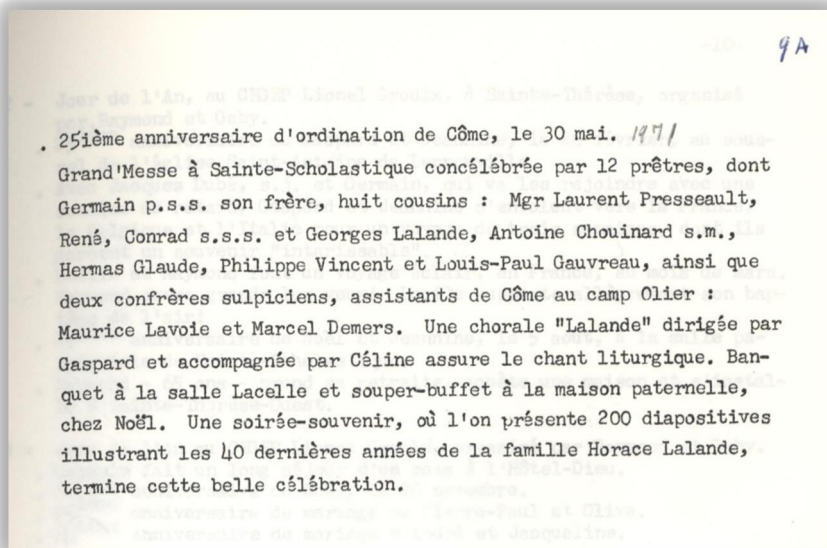 9A
. 25ième anniversaire d'ordination de Côme, le 30 mai. 1971
Grand'Messe à Sainte-Scholastique concélébrée par 12 prêtres, dont
Germain p.s.s. son frère, huit cousins : Mgr Laurent Presseault,
René, Conrad s.s.s. et Georges Lalande, Antoine Chouinard s.m.,
Hermas Glaude, Philippe Vincent et Louis-Paul Gauvreau, ainsi que
deux confrères sulpiciens, assistants de Côme au camp Olier :
Maurice Lavoie et Marcel Demers. Une chorale "Lalande" dirigée par
Gaspard et accompagnée par Céline assure le chant liturgique. Ban-
quet à la salle Lacelle et souper-buffet à la maison paternelle,
chez Noël. Une soirée-souvenir, où l'on présente 200 diapositives
illustrant les 40 dernières années de la famille Horace Lalande,
termine cette belle célébration.